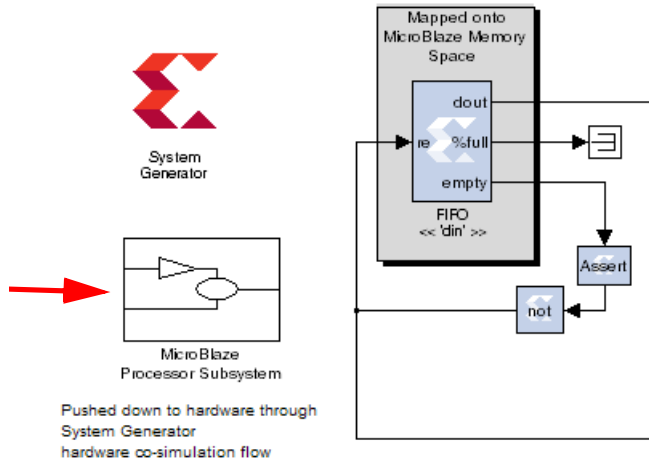 Mapped onto
MicroBlaze Memory
Space
dout
re %full
empty
FIFO
<< 'din' >>
System
Generator
Assert
not
MicroBlaze
Processor Subsystem
Pushed down to hardware through
System Generator
hardware co-simulation flow